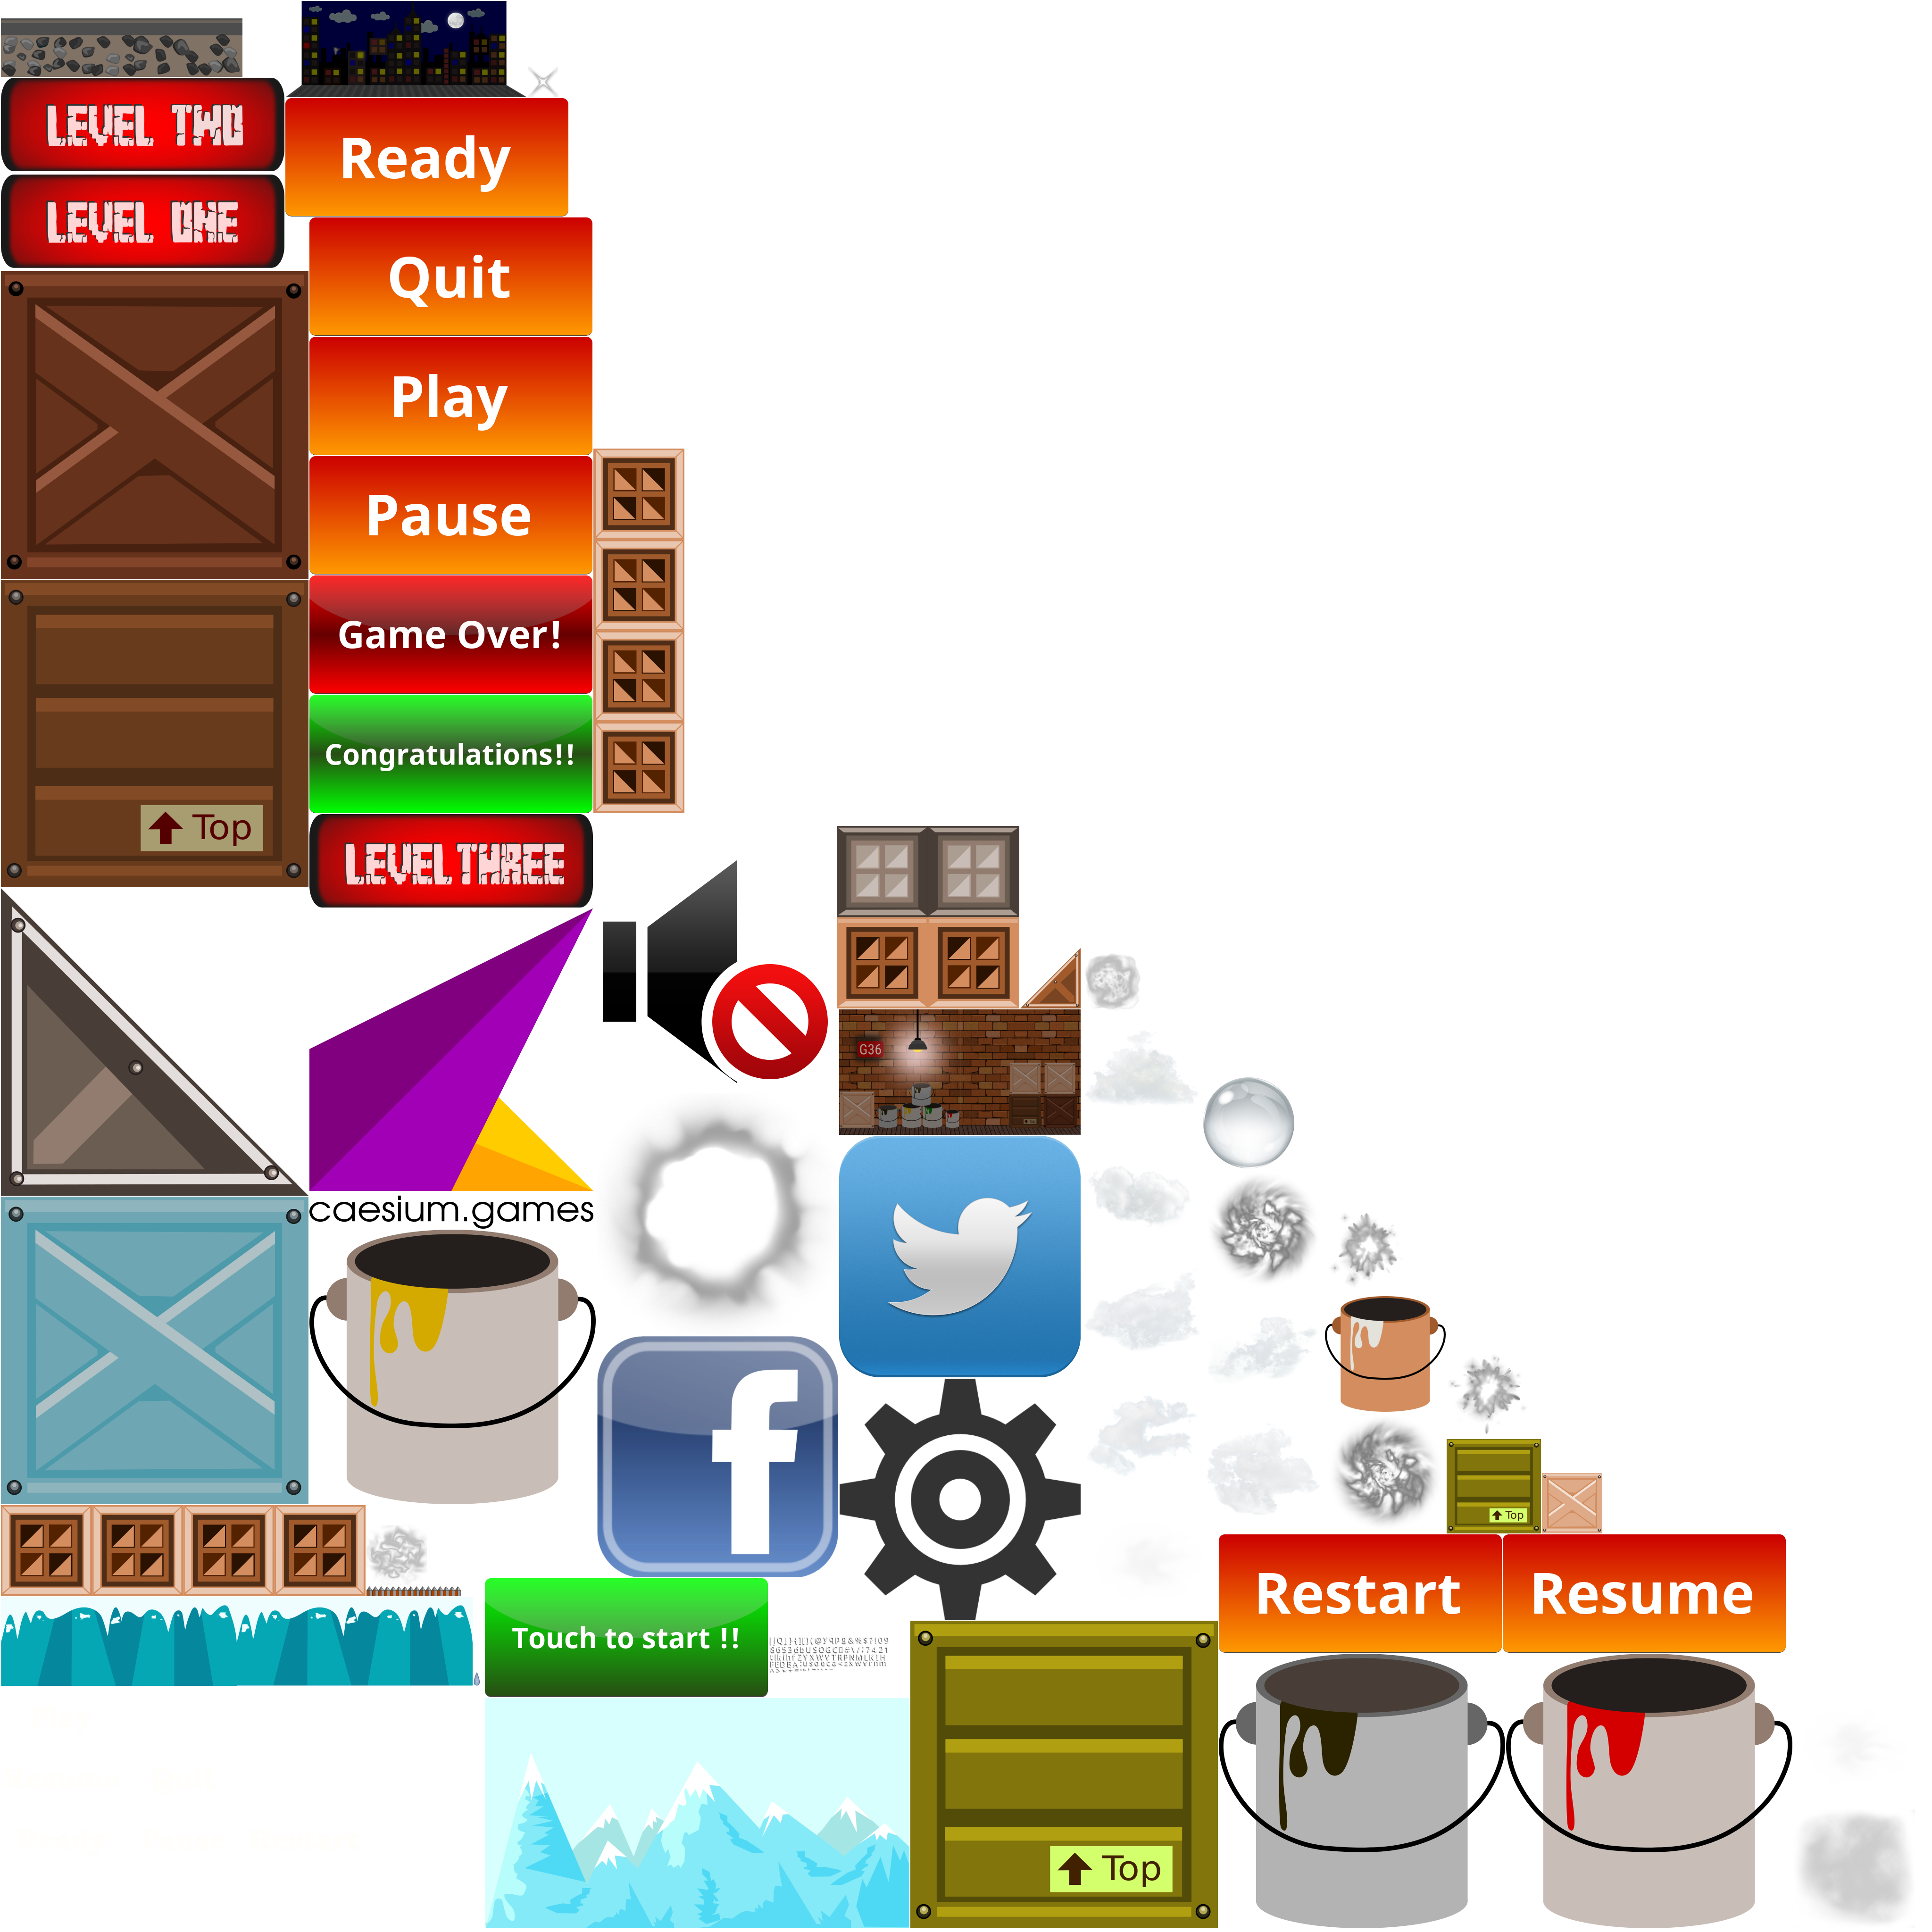 LEVEL TWO
Ready
LEVEL ONE
Quit
Play
Pause
Game Over!
Congratulations!!
Top
LEVEL THREE
G36
caesium.games
f
Top
Restart
Resume
Touch to start !!
Top